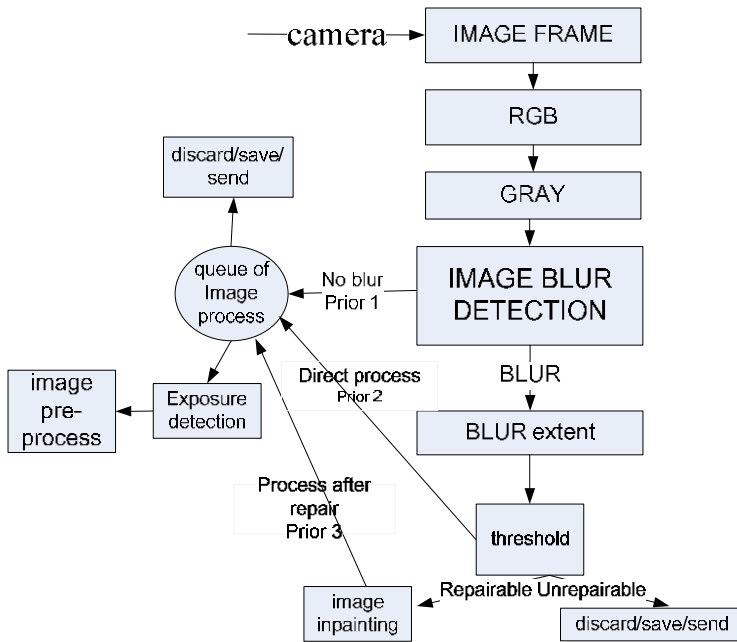 camera
IMAGE FRAME
RGB
GRAY
discard/save/
send
queue of
Image
process
No blur
Prior 1
IMAGE BLUR
DETECTION
Direct process
Prior 2
BLUR
image
pre-
process
Exposure
detection
BLUR extent
Process after
repair
Prior 3
threshold
Repairable Unrepairable
image
inpainting
discard/save/send